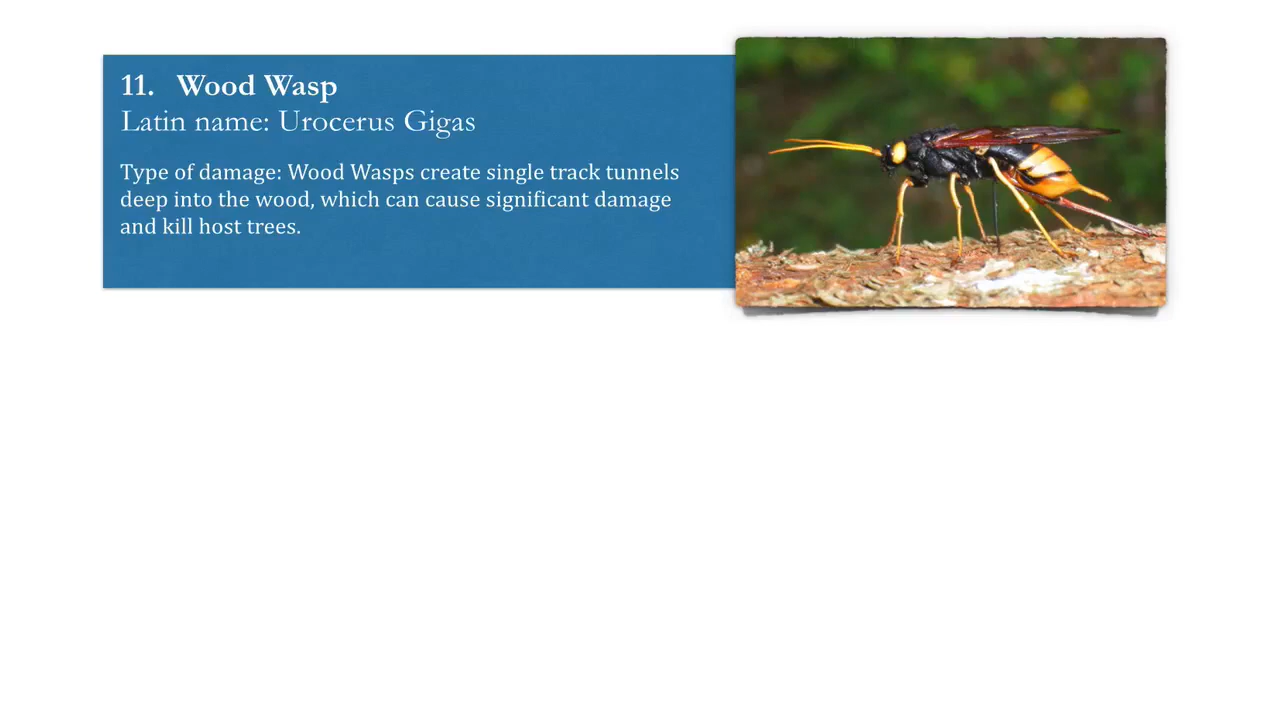 11. Wood Wasp
Latin name: Urocerus Gigas
Type of damage: Wood Wasps create single track tunnels
deep into the wood, which can cause significant damage
and kill host trees.